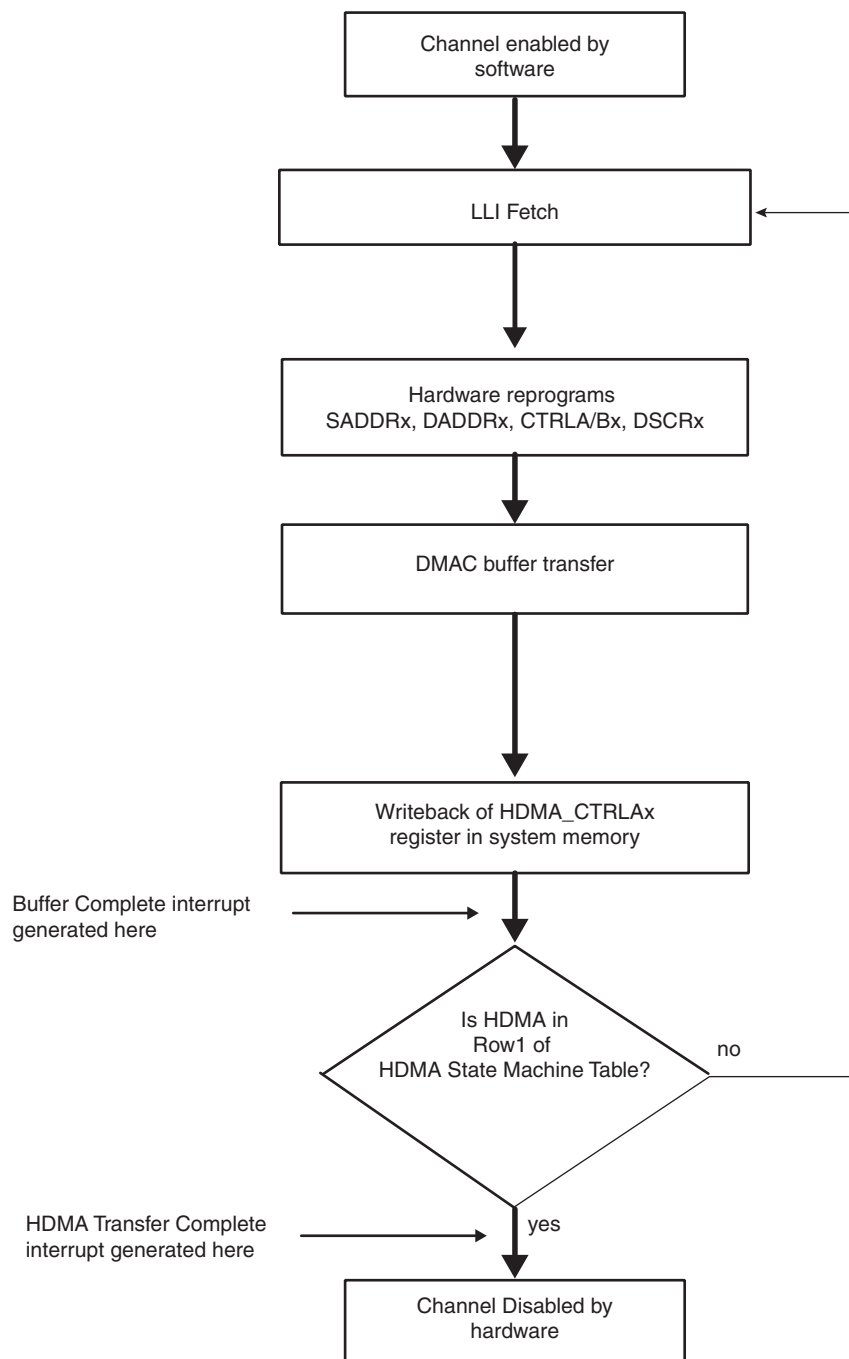 Channel enabled by
software
LLI Fetch
Hardware reprograms
SADDRx, DADDRx, CTRLA/Bx, DSCRx
DMAC buffer transfer
Writeback of HDMA_CTRLAx
register in system memory
Buffer Complete interrupt
generated here
Is HDMA in
Row1 of
HDMA State Machine Table?
no
HDMA Transfer Complete
interrupt generated here
yes
Channel Disabled by
hardware